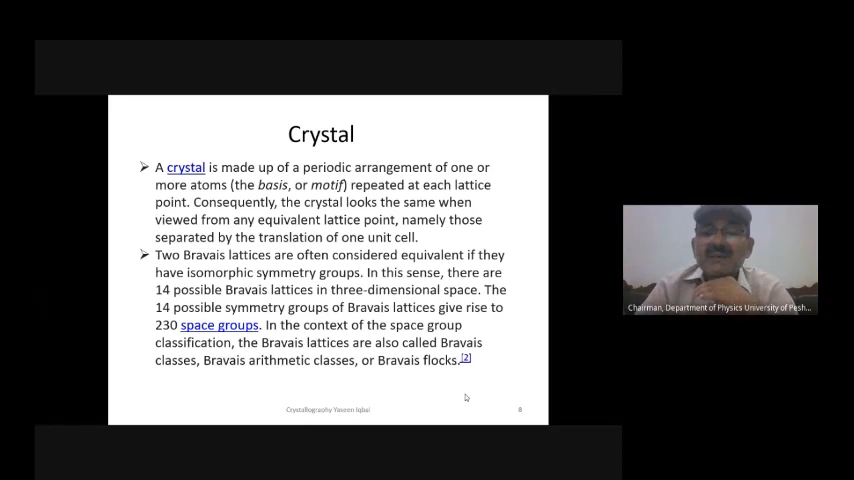 Crystal
➢ A crystal is made up of a periodic arrangement of one or
more atoms (the basis, or motif) repeated at each lattice
point. Consequently, the crystal looks the same when
viewed from any equivalent lattice point, namely those
separated by the translation of one unit cell.
➢ Two Bravais lattices are often considered equivalent if they
have isomorphic symmetry groups. In this sense, there are
14 possible Bravais lattices in three-dimensional space. The
14 possible symmetry groups of Bravais lattices give rise to
230 space groups. In the context of the space group
classification, the Bravais lattices are also called Bravais
classes, Bravais arithmetic classes, or Bravais flocks.[2]
Crystallography Yaseen Iqbal
8
Chairman, Department of Physics University of Pesh...